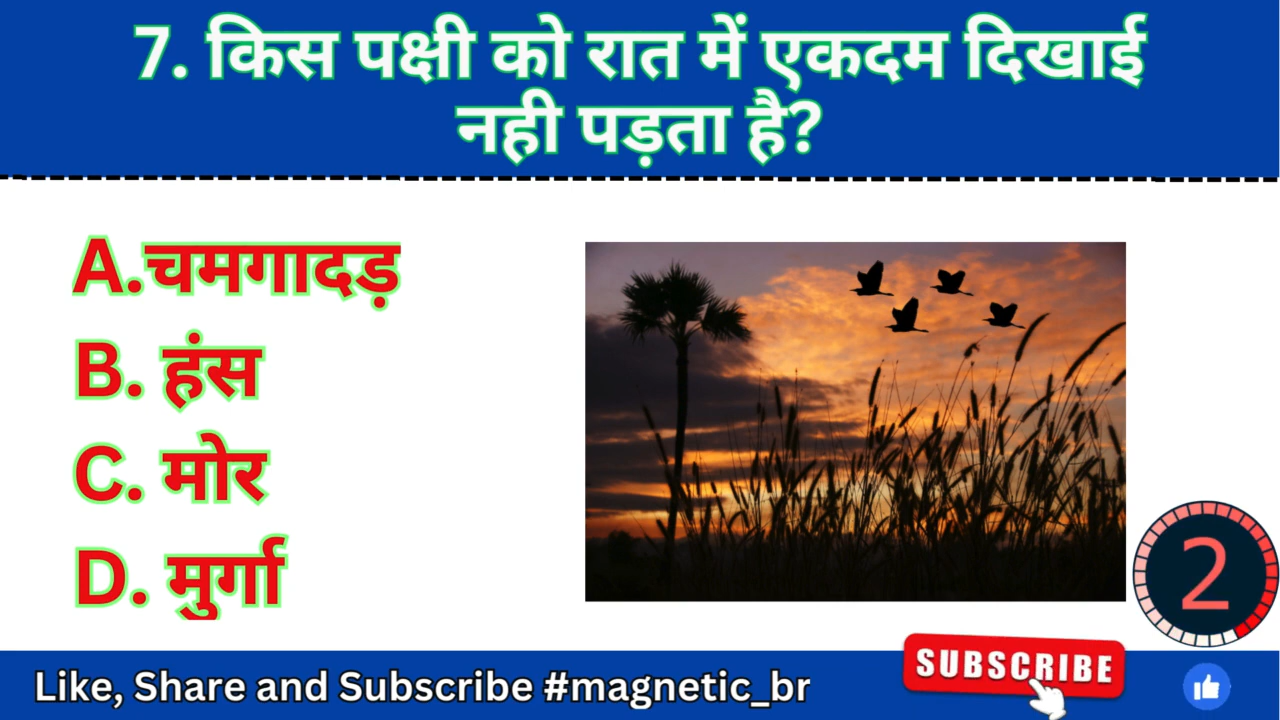 7. किस पक्षी को रात में एकदम दिखाई
नही पड़ता है?
A.चमगादड़
B. हंस
C. मोर
D. मुर्गा
2
SUBSCRIBE
Like, Share and Subscribe #magnetic_br